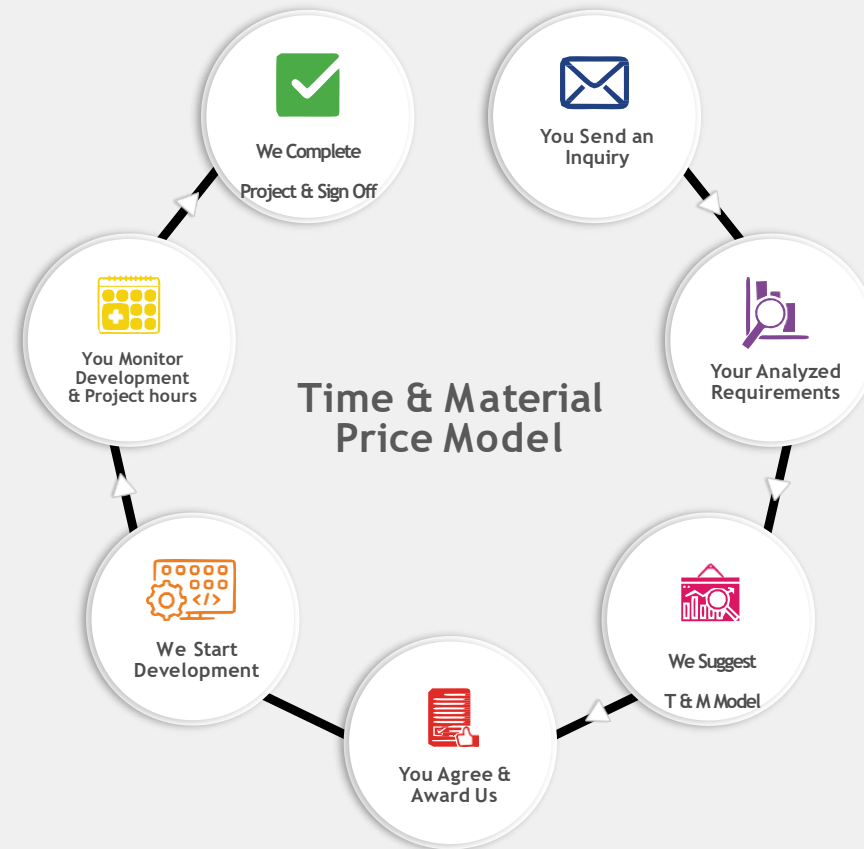 You Send an
Inquiry
Your Analyzed
Requirements
We Suggest
T & M Model
You Agree &
Award Us
We Start
Development
You Monitor
Development
& Project hours
We Complete
Project & Sign Off
Time & Material
Price Model